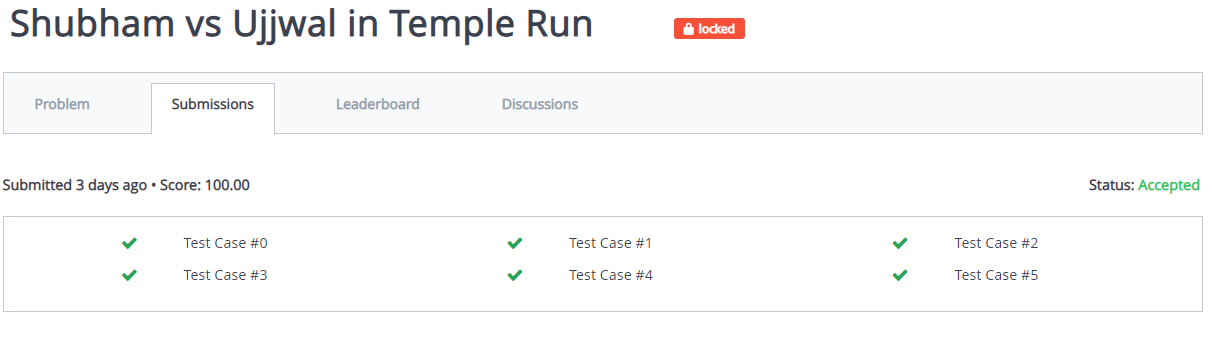 Shubham vs Ujjwal in Temple Run locked
Problem Submissions Leaderboard Discussions
Submitted 3 days ago • Score: 100.00 Status: Accepted
Test Case #0 Test Case #1 Test Case #2
Test Case #3 Test Case #4 Test Case #5